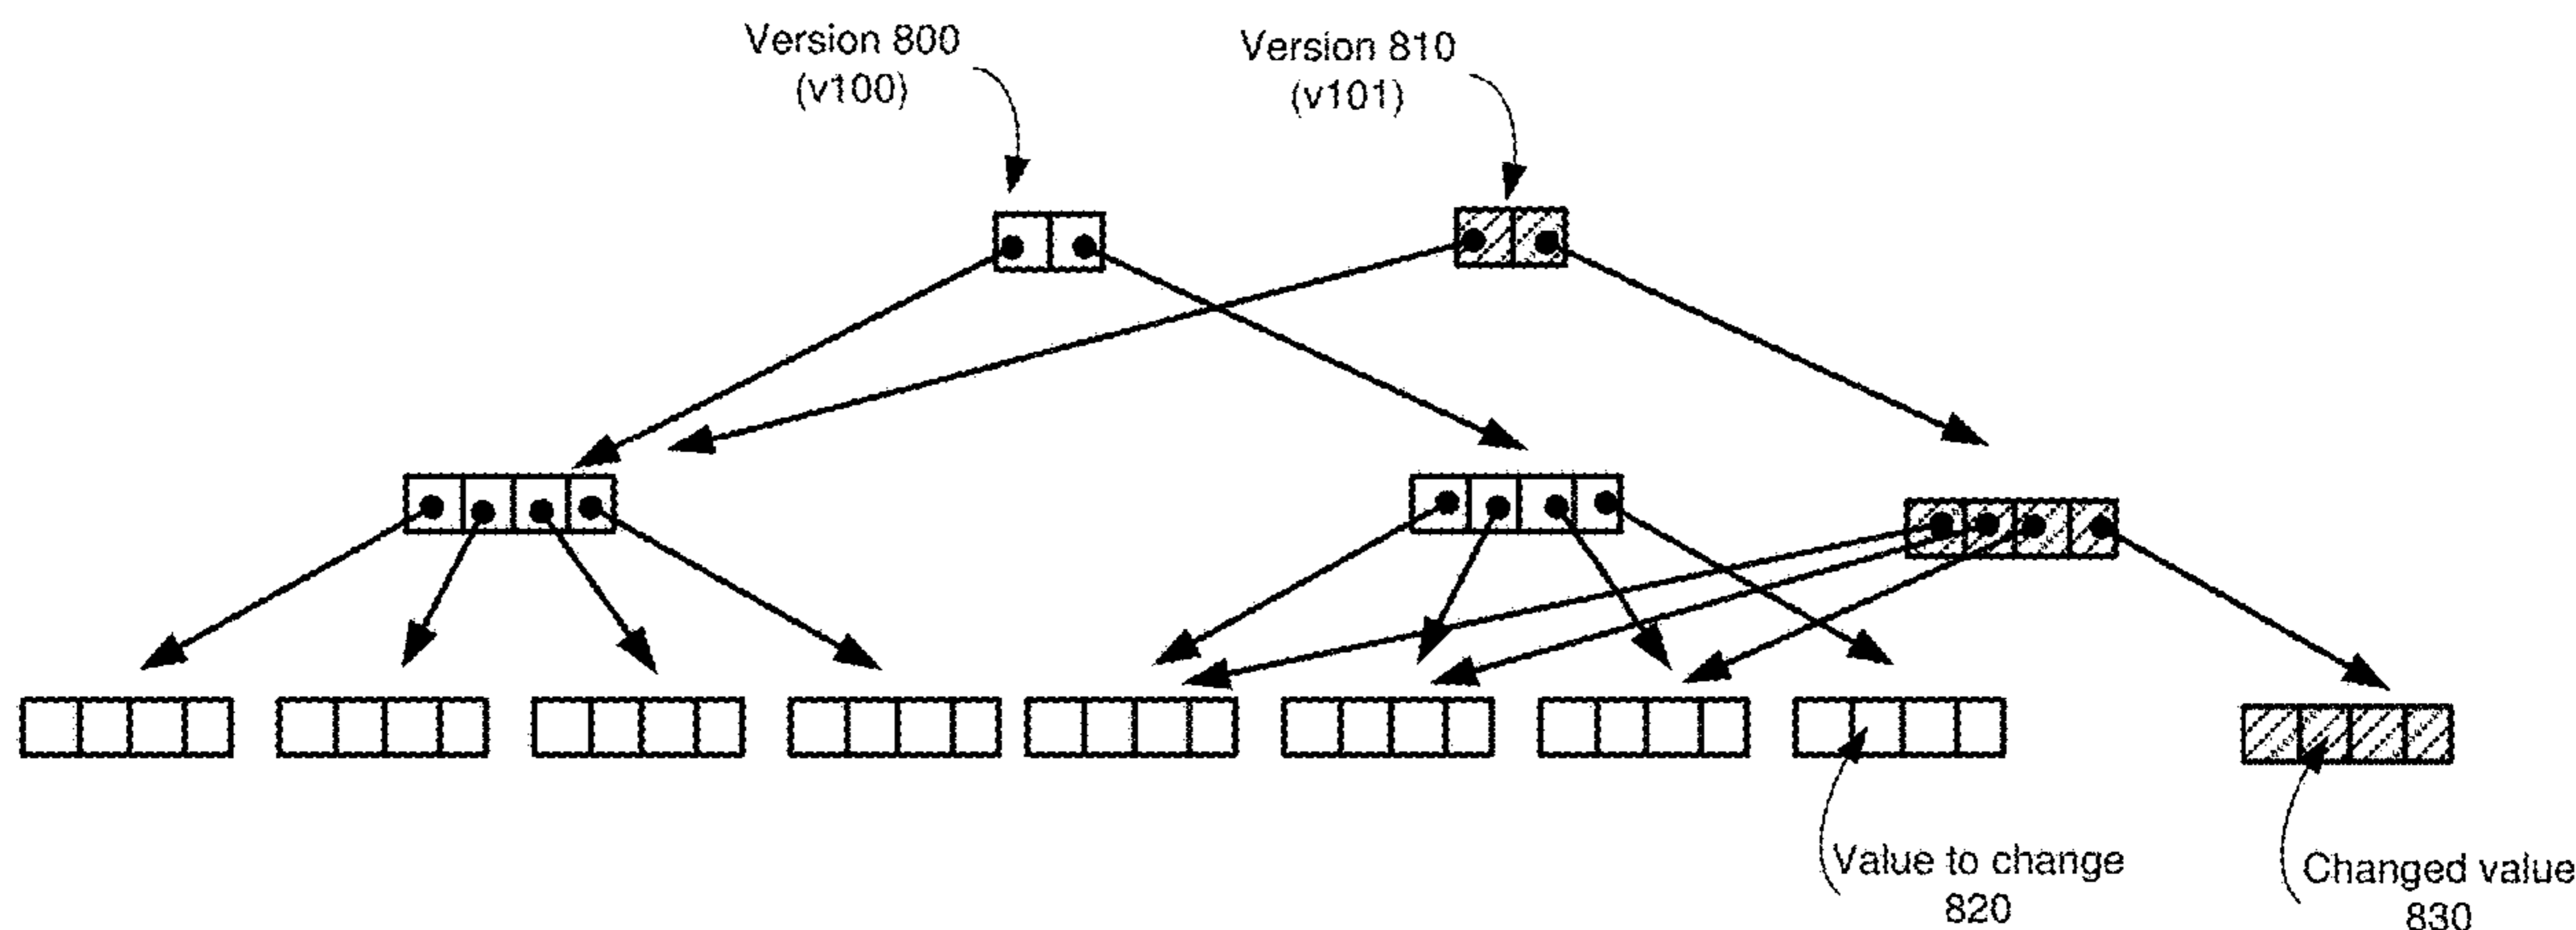 Version 800
(v100)
Version 810
(v101)
Value to change
820
Changed value
830